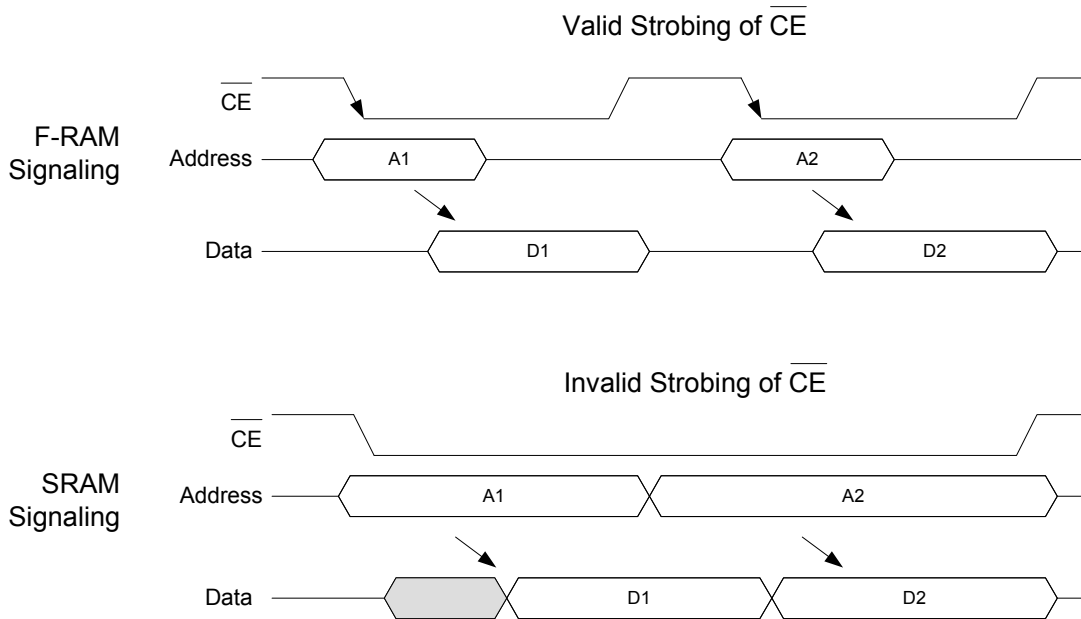 Valid Strobing of CE
CE
F-RAM
Signaling
Address
A1
A2
Data
D1
D2
Invalid Strobing of CE
CE
SRAM
Signaling
Address
A1
A2
Data
D1
D2